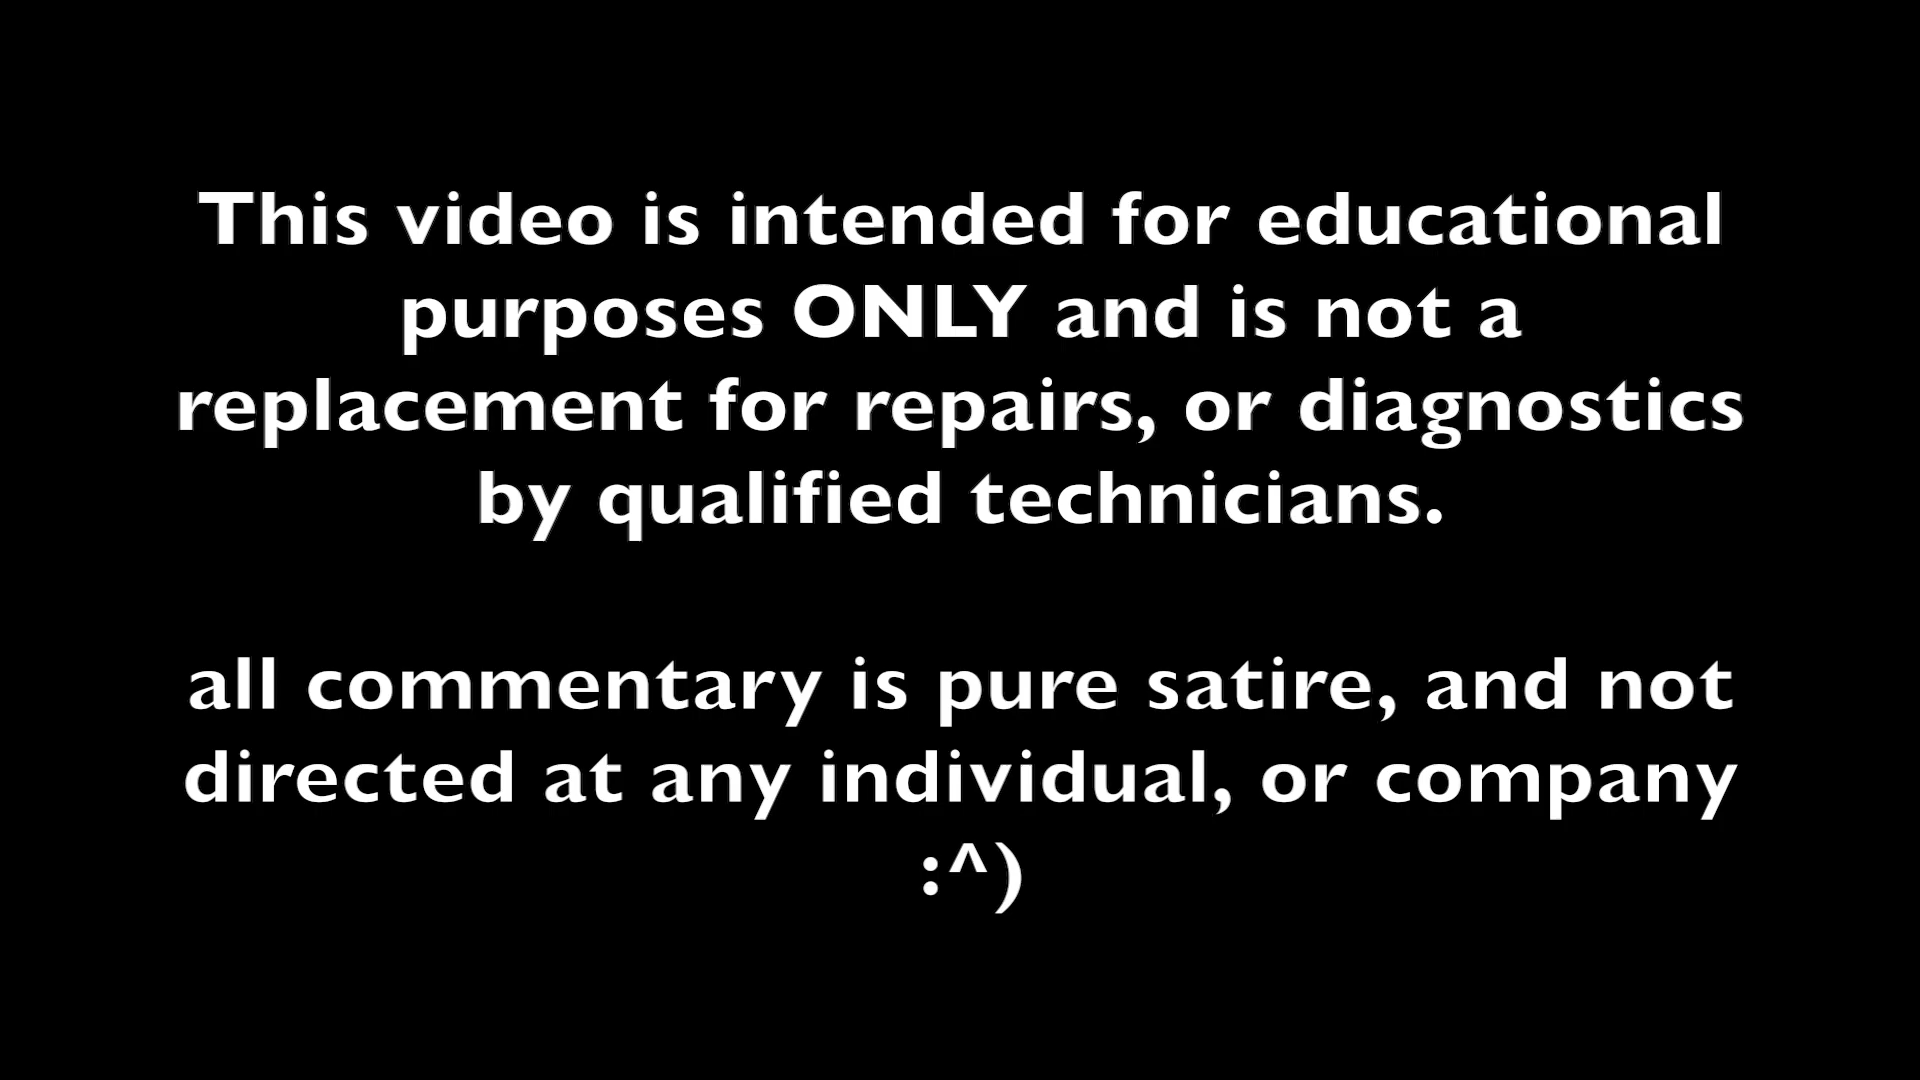 This video is intended for educational
purposes ONLY and is not a
replacement for repairs, or diagnostics
by qualified technicians.
all commentary is pure satire, and not
directed at any individual, or company
:^)